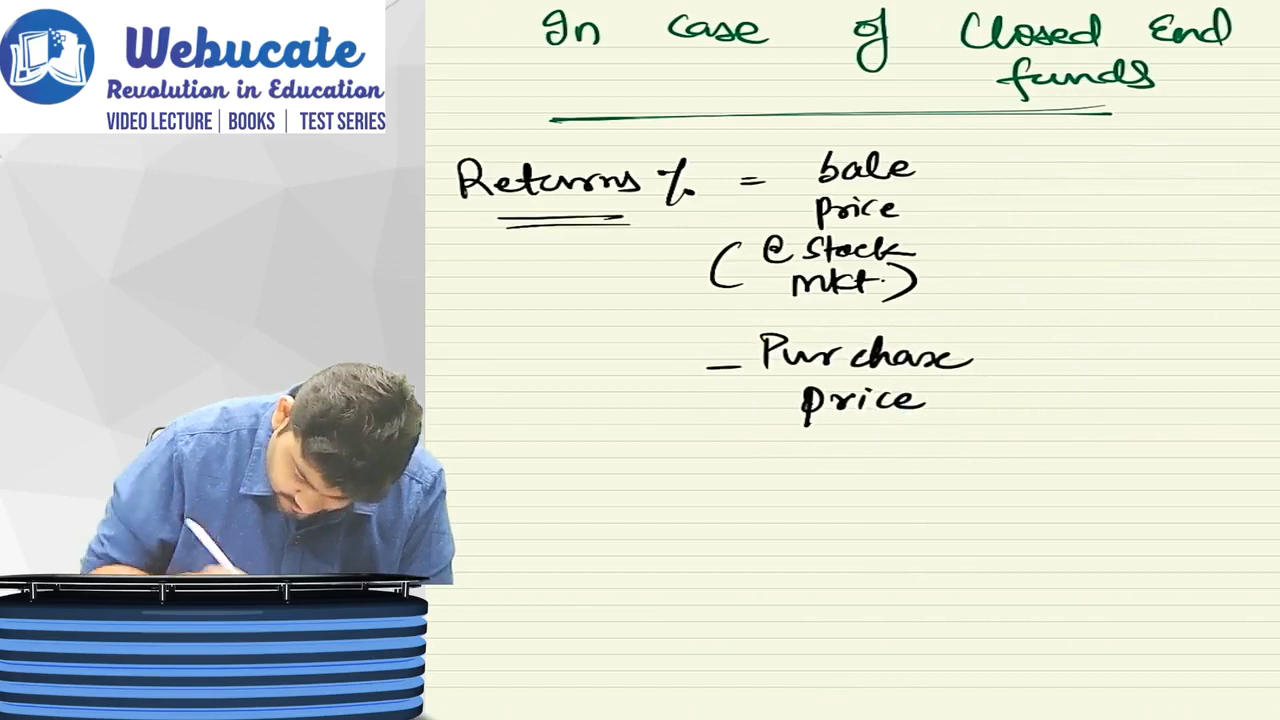 Webucate
Revolution in Education
VIDEO LECTURE | BOOKS | TEST SERIES
In case of Closed End
funds
Returns % = bale
price
( @ stock
mkt. )
- Purchase
price